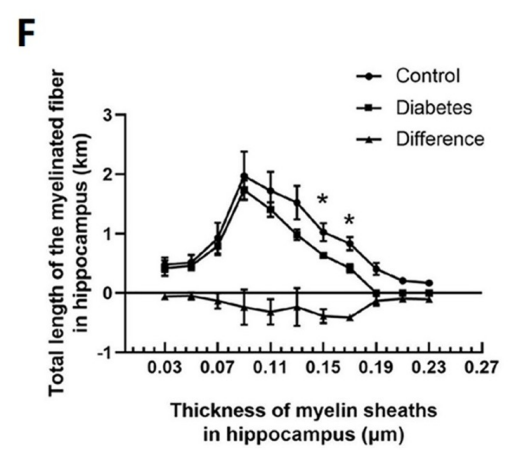 F
Control
Diabetes
Difference
Total length of the myelinated fiber
in hippocampus (km)
3
2
1
0
-1
*
*
0.03 0.07 0.11 0.15 0.19 0.23 0.27
Thickness of myelin sheaths
in hippocampus (μm)